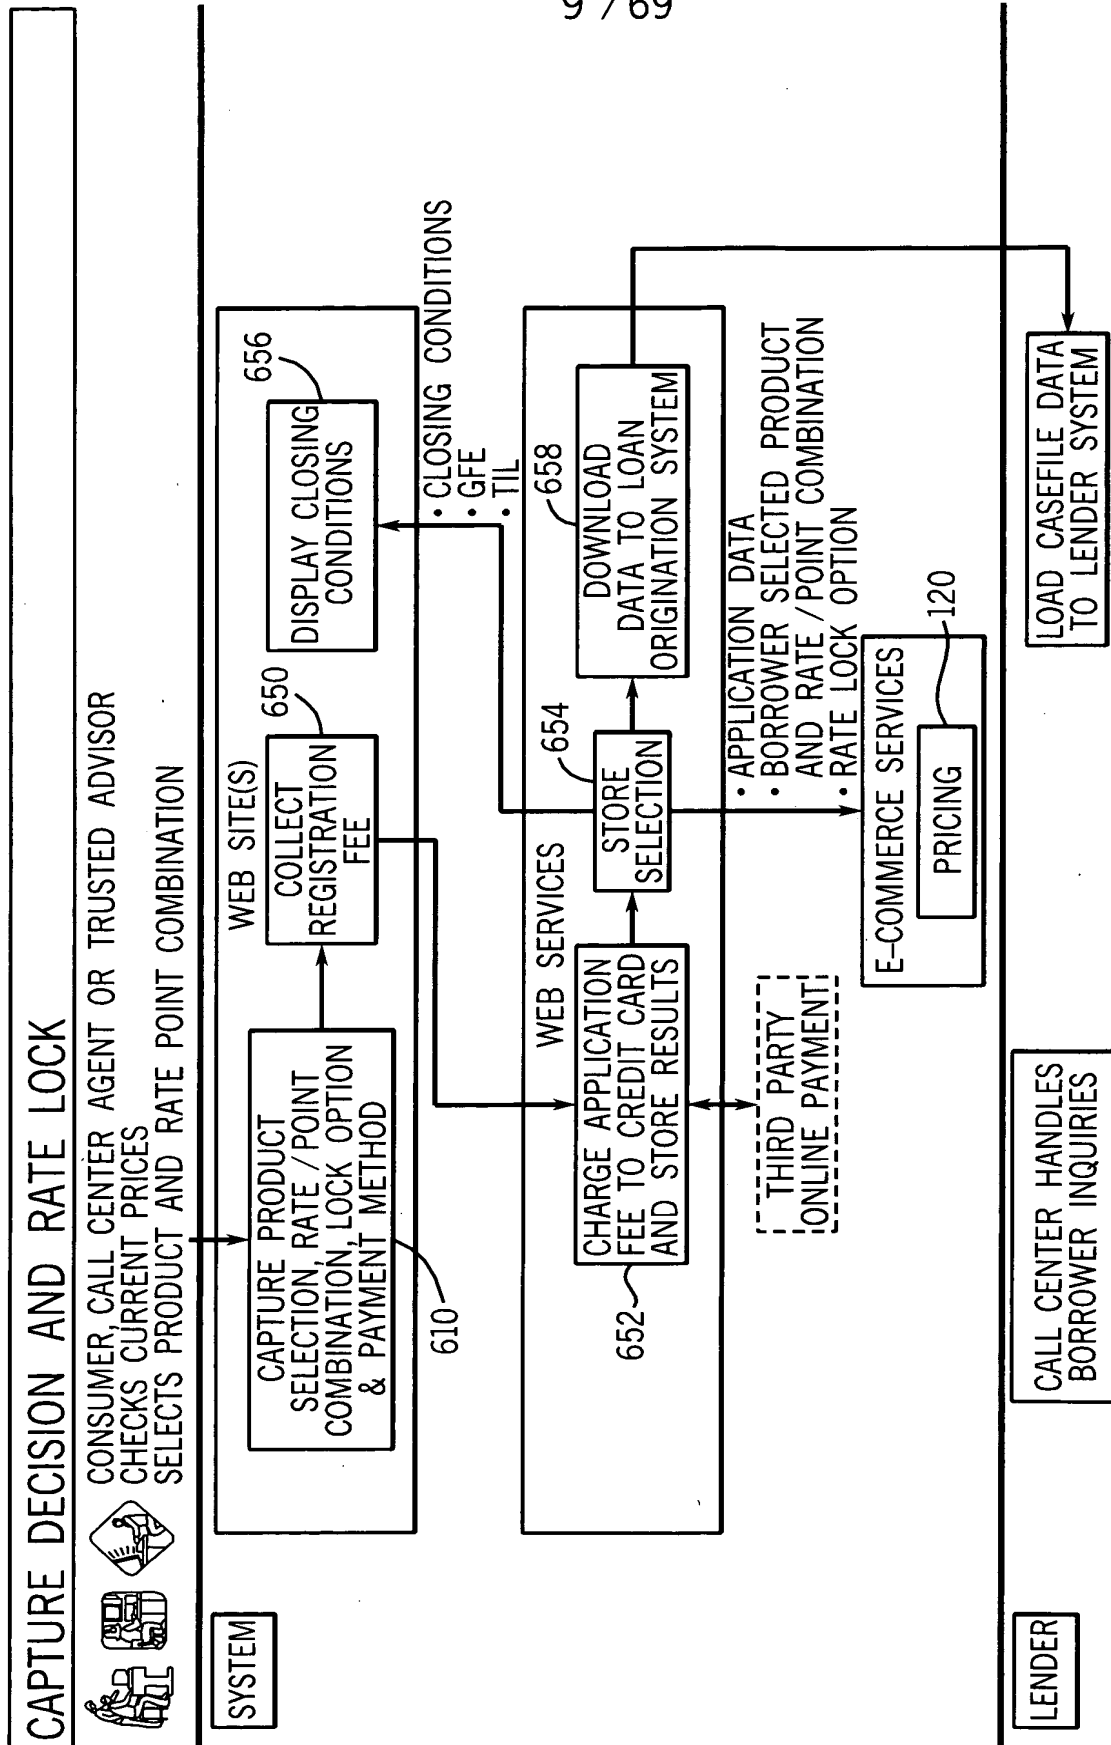 9 / 69
CAPTURE DECISION AND RATE LOCK
CONSUMER, CALL CENTER AGENT OR TRUSTED ADVISOR
CHECKS CURRENT PRICES
SELECTS PRODUCT AND RATE POINT COMBINATION
SYSTEM
WEB SITE(S)
CAPTURE PRODUCT
SELECTION, RATE / POINT
COMBINATION, LOCK OPTION
& PAYMENT METHOD
610
COLLECT
REGISTRATION
FEE
650
DISPLAY CLOSING
CONDITIONS
656
• CLOSING CONDITIONS
• GFE
• TIL
WEB SERVICES
CHARGE APPLICATION
FEE TO CREDIT CARD
AND STORE RESULTS
652
STORE
SELECTION
654
DOWNLOAD
DATA TO LOAN
ORIGINATION SYSTEM
658
THIRD PARTY
ONLINE PAYMENT
• APPLICATION DATA
• BORROWER SELECTED PRODUCT
AND RATE / POINT COMBINATION
• RATE LOCK OPTION
E-COMMERCE SERVICES
PRICING
120
LENDER
CALL CENTER HANDLES
BORROWER INQUIRIES
LOAD CASEFILE DATA
TO LENDER SYSTEM